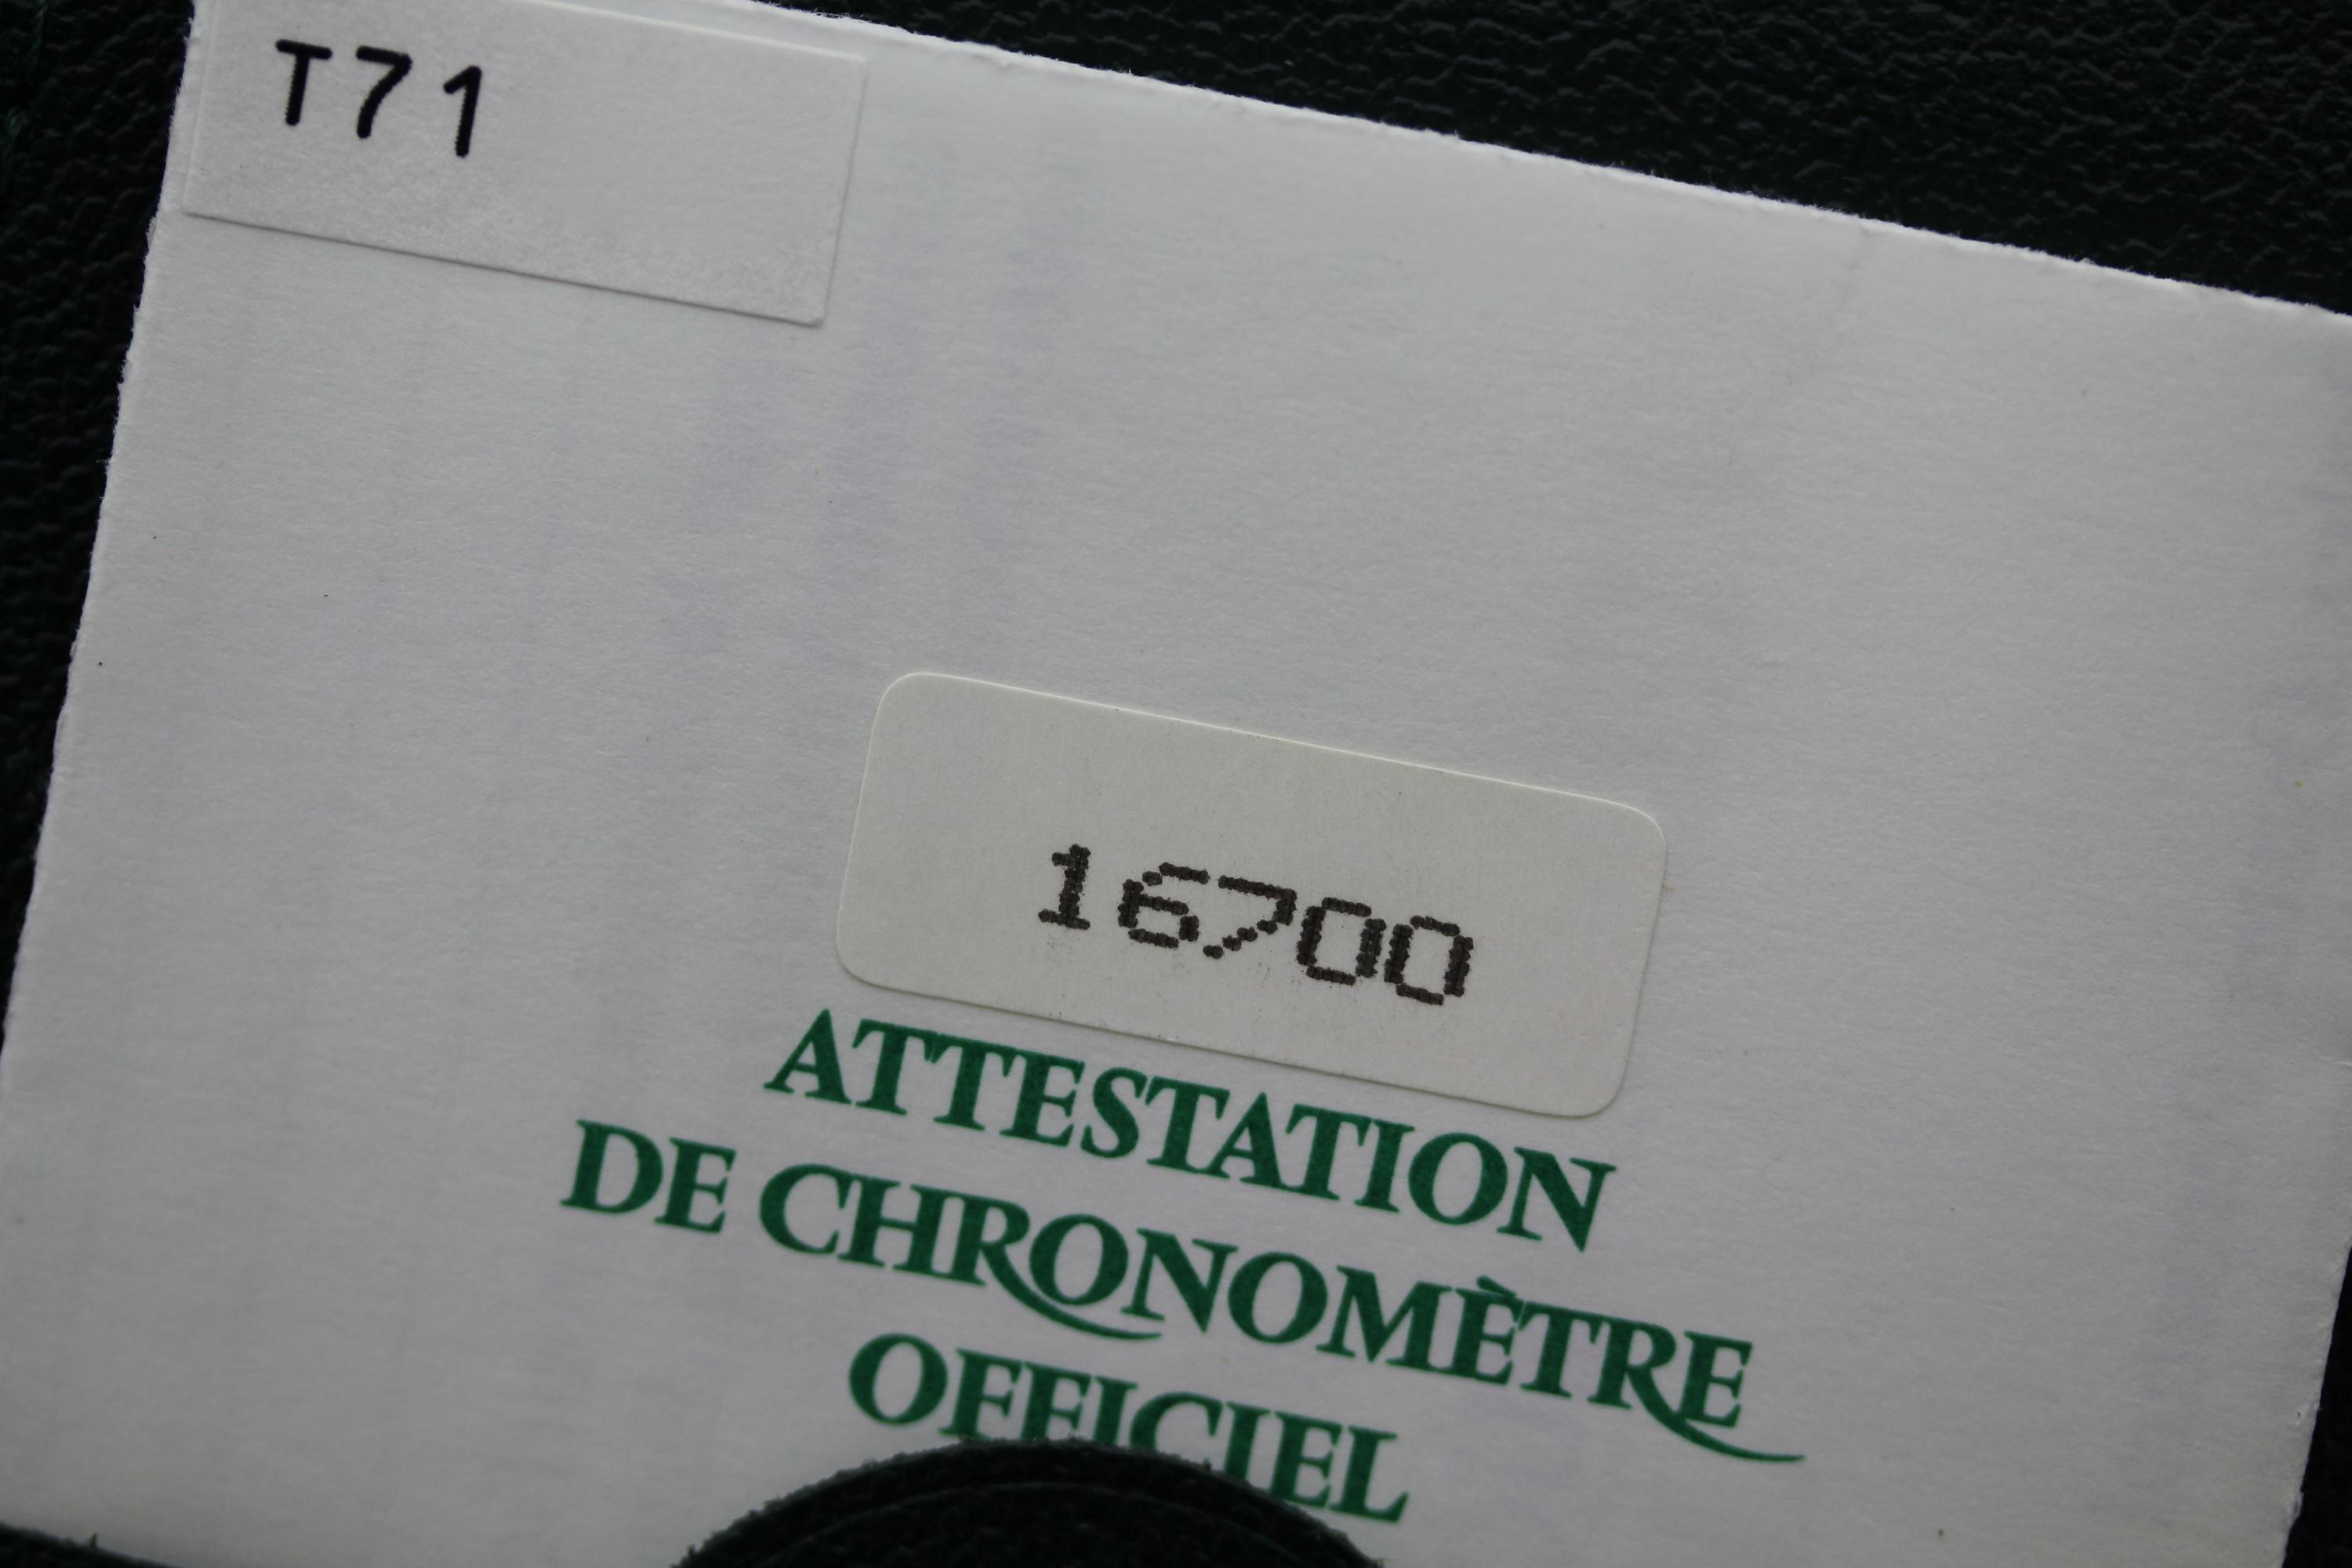 T71
16700
ATTESTATION
DE CHRONOMÈTRE
OFFICIEL